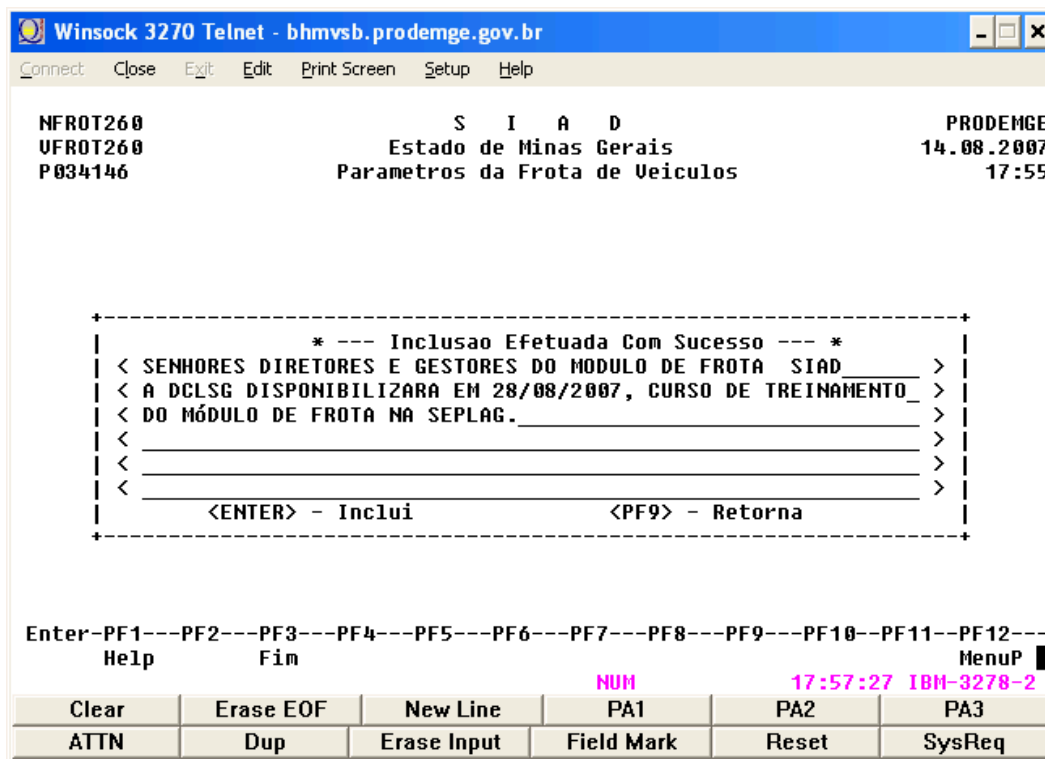 Winsock 3270 Telnet - bhmvsb.prodemge.gov.br
Connect Close Exit Edit Print Screen Setup Help
NFROT260 S I A D PRODEMGE
VFROT260 Estado de Minas Gerais 14.08.2007
P034146 Parametros da Frota de Veiculos 17:55
+------------------------------------------------------------------+
| * --- Inclusao Efetuada Com Sucesso --- * |
| < SENHORES DIRETORES E GESTORES DO MODULO DE FROTA SIAD______ > |
| < A DCLSG DISPONIBILIZARA EM 28/08/2007, CURSO DE TREINAMENTO_ > |
| < DO MóDULO DE FROTA NA SEPLAG._______________________________ > |
| < ____________________________________________________________ > |
| < ____________________________________________________________ > |
| < ____________________________________________________________ > |
| <ENTER> - Inclui <PF9> - Retorna |
+------------------------------------------------------------------+
Enter-PF1---PF2---PF3---PF4---PF5---PF6---PF7---PF8---PF9---PF10--PF11--PF12---
Help Fim MenuP
NUM 17:57:27 IBM-3278-2
Clear Erase EOF New Line PA1 PA2 PA3
ATTN Dup Erase Input Field Mark Reset SysReq